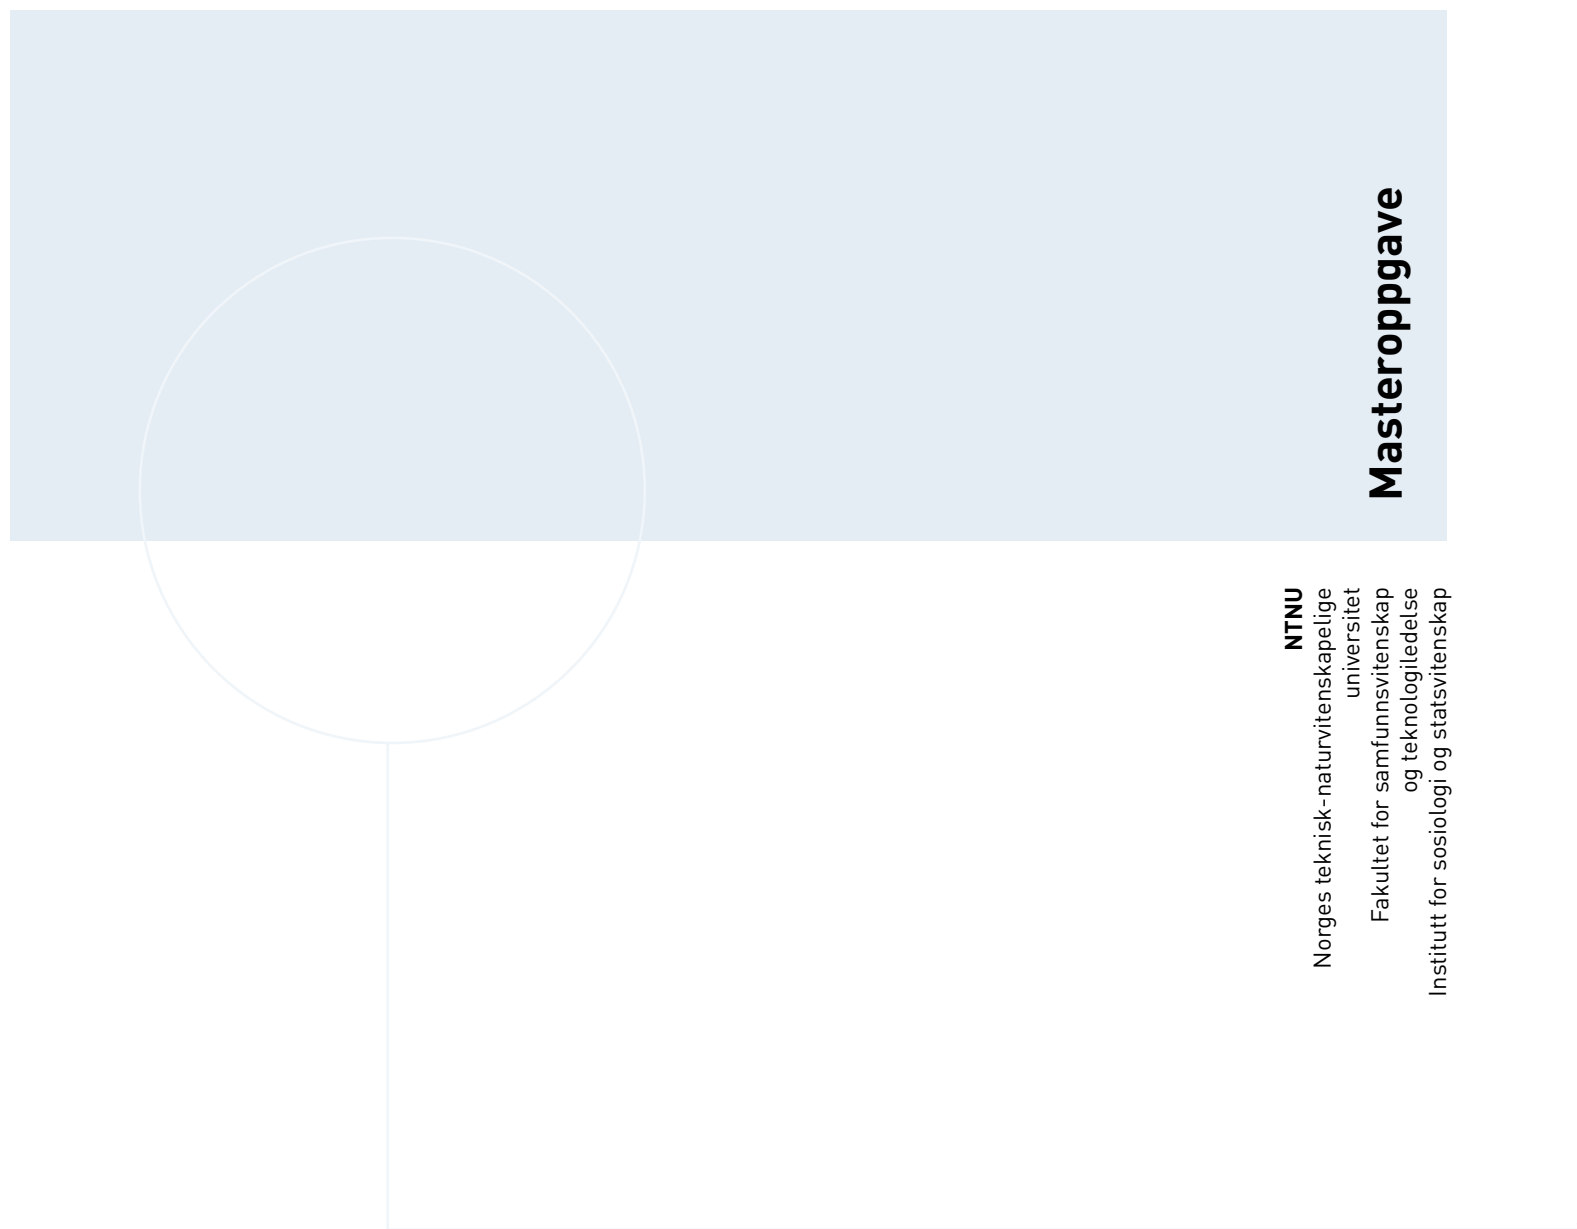 Masteroppgave
NTNU
Norges teknisk-naturvitenskapelige
universitet
Fakultet for samfunnsvitenskap
og teknologiledelse
Institutt for sosiologi og statsvitenskap